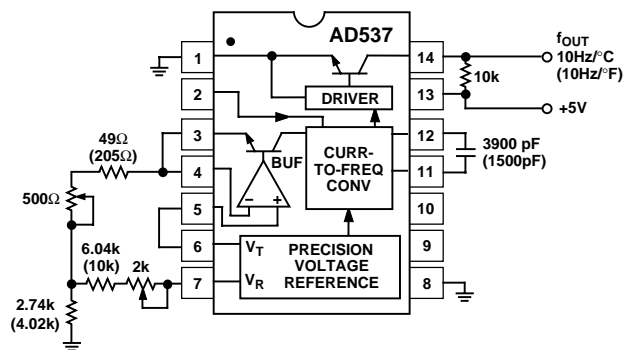 AD537
1
2
3
4
5
6
7
14
13
12
11
10
9
8
DRIVER
BUF
CURR-
TO-FREQ
CONV
−
+
VT
VR
PRECISION
VOLTAGE
REFERENCE
49Ω
(205Ω)
500Ω
6.04k
(10k)
2k
2.74k
(4.02k)
fOUT
10Hz/°C
(10Hz/°F)
10k
+5V
3900 pF
(1500pF)